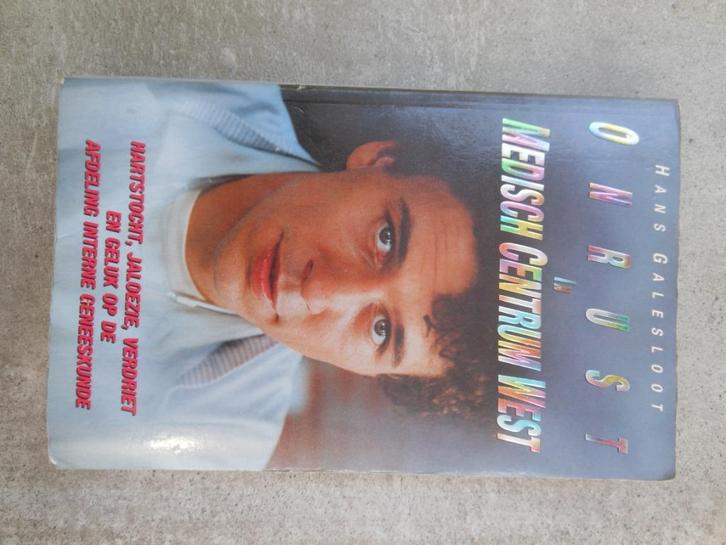 HANS GALESLOOT
ONRUST
IN
MEDISCH CENTRUM WEST
HARTSTOCHT, JALOEZIE, VERDRIET
EN GELUK OP DE
AFDELING INTERNE GENEESKUNDE